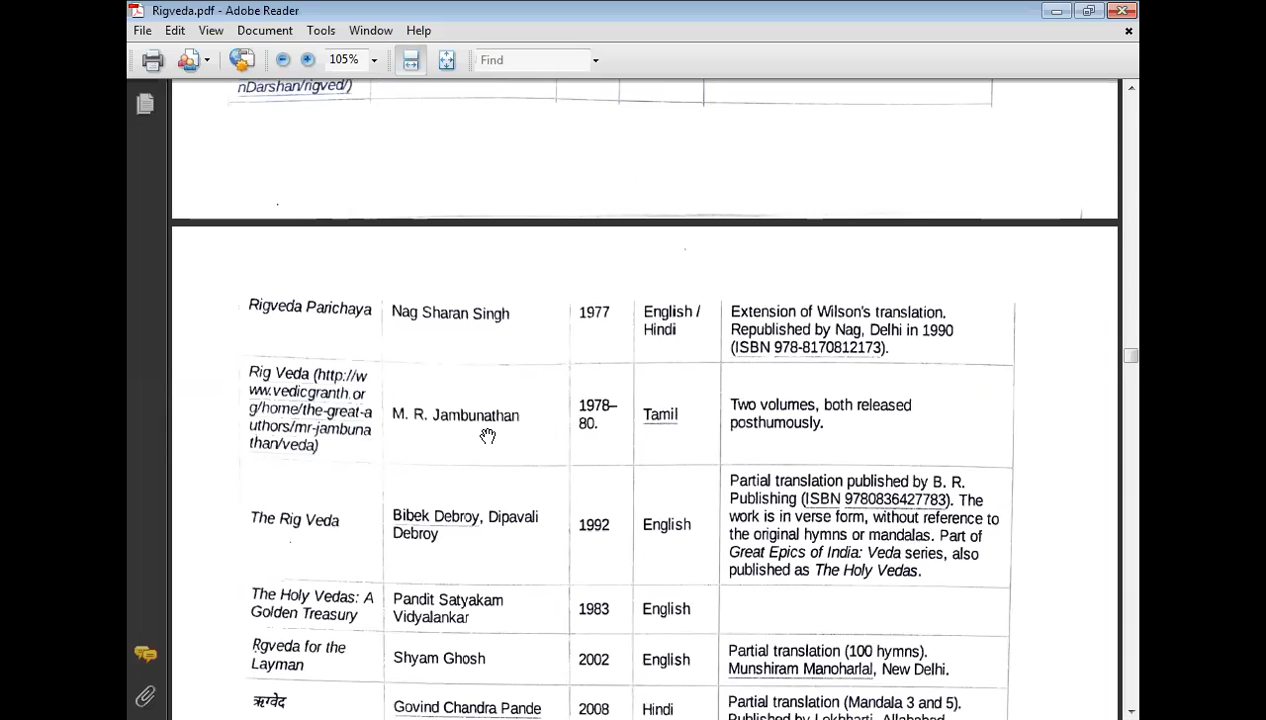 Rigveda.pdf - Adobe Reader
File Edit View Document Tools Window Help
105% Find
nDarshan/rigved/)
Rigveda Parichaya
Nag Sharan Singh
1977
English /
Hindi
Extension of Wilson's translation.
Republished by Nag, Delhi in 1990
(ISBN 978-8170812173).
Rig Veda (http://w
ww.vedicgranth.or
g/home/the-great-a
uthors/mr-jambuna
than/veda)
M. R. Jambunathan
1978–
80.
Tamil
Two volumes, both released
posthumously.
The Rig Veda
Bibek Debroy, Dipavali
Debroy
1992
English
Partial translation published by B. R.
Publishing (ISBN 9780836427783). The
work is in verse form, without reference to
the original hymns or mandalas. Part of
Great Epics of India: Veda series, also
published as The Holy Vedas.
The Holy Vedas: A
Golden Treasury
Pandit Satyakam
Vidyalankar
1983
English
Ṛgveda for the
Layman
Shyam Ghosh
2002
English
Partial translation (100 hymns).
Munshiram Manoharlal, New Delhi.
ऋग्वेद
Govind Chandra Pande
2008
Hindi
Partial translation (Mandala 3 and 5).
Published by Lokbharti, Allahabad